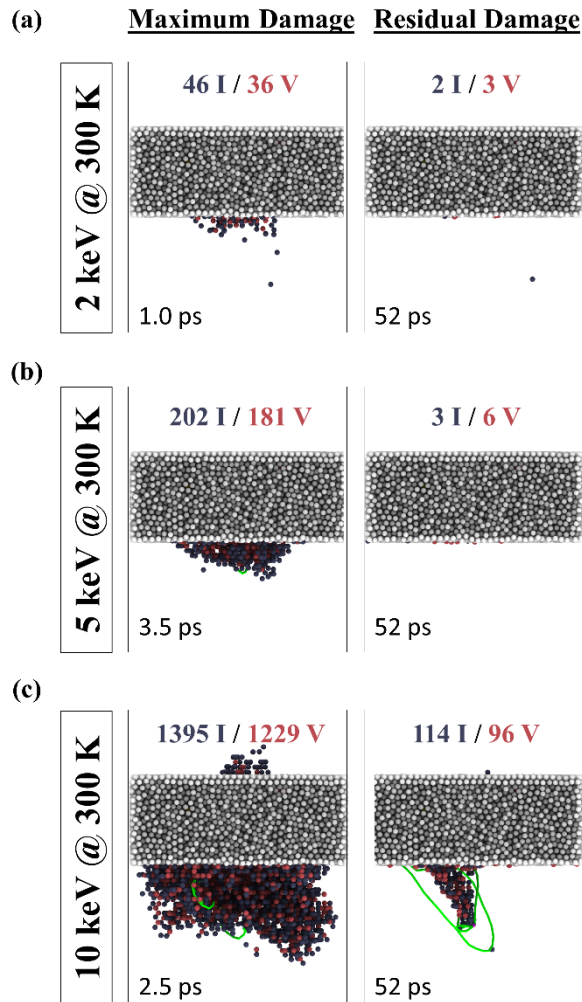 (a)
Maximum Damage
Residual Damage
2 keV @ 300 K
46 I / 36 V
2 I / 3 V
1.0 ps
52 ps
(b)
5 keV @ 300 K
202 I / 181 V
3 I / 6 V
3.5 ps
52 ps
(c)
10 keV @ 300 K
1395 I / 1229 V
114 I / 96 V
2.5 ps
52 ps